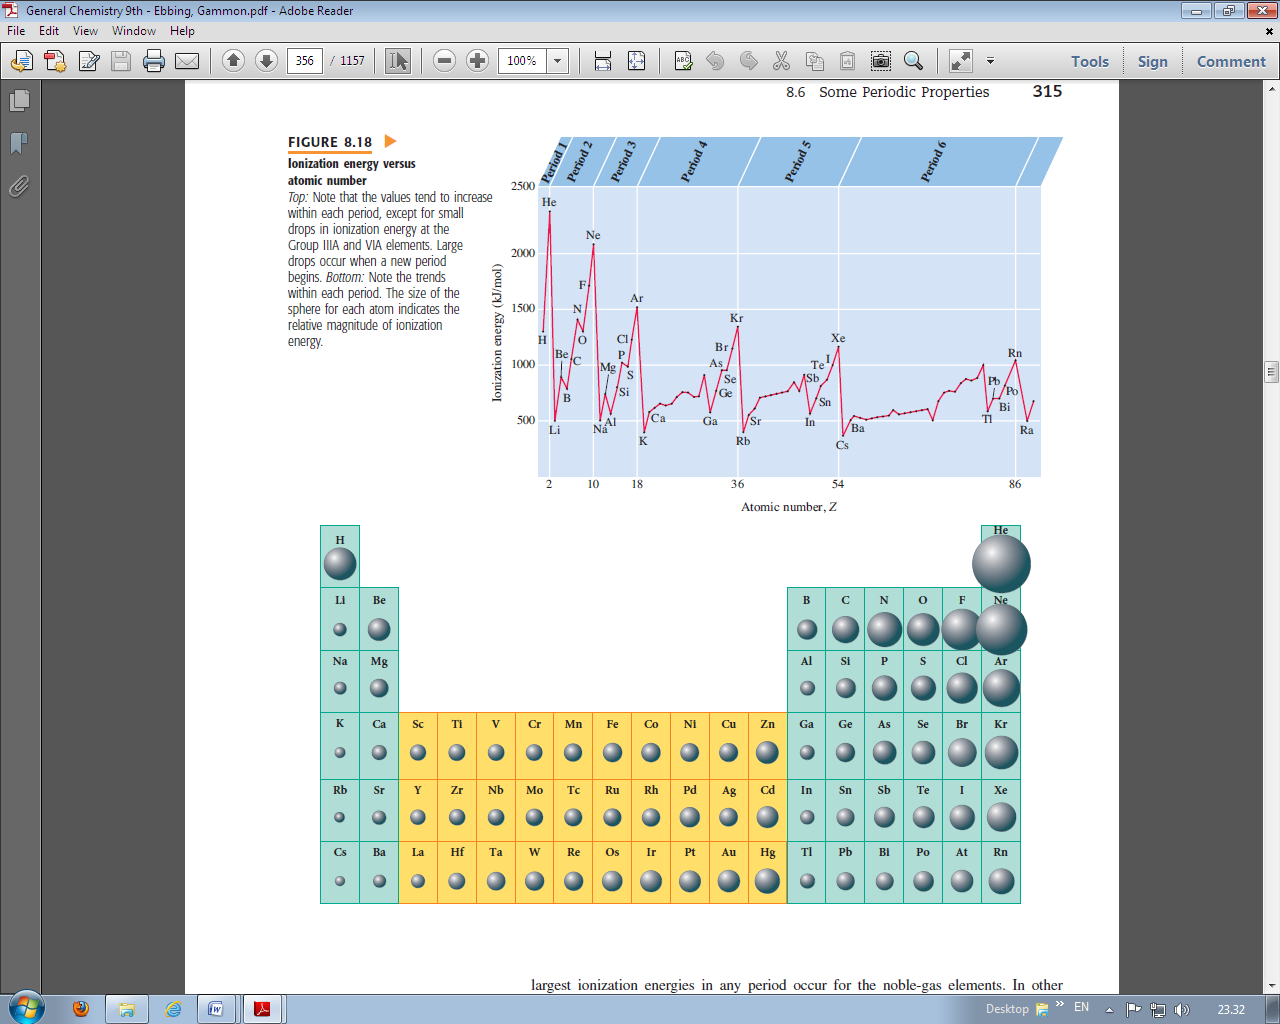 General Chemistry 9th - Ebbing, Gammon.pdf - Adobe Reader
File Edit View Window Help
356 / 1157 100% Tools Sign Comment
8.6 Some Periodic Properties 315
FIGURE 8.18
Ionization energy versus
atomic number
Top: Note that the values tend to increase
within each period, except for small
drops in ionization energy at the
Group IIIA and VIA elements. Large
drops occur when a new period
begins. Bottom: Note the trends
within each period. The size of the
sphere for each atom indicates the
relative magnitude of ionization
energy.
Period 1 Period 2 Period 3 Period 4 Period 5 Period 6
Ionization energy (kJ/mol)
2500
2000
1500
1000
500
He
Ne
F
N
Ar
H
O
Cl
Kr
Be
C
P
Br
Xe
Mg
S
As
Te
I
Rn
B
Si
Se
Sb
Pb
Ge
Po
Li
Na
Al
Ca
Ga
Sr
Sn
Bi
K
Rb
In
Ba
Tl
Ra
Cs
2 10 18 36 54 86
Atomic number, Z
H He
Li Be B C N O F Ne
Na Mg Al Si P S Cl Ar
K Ca Sc Ti V Cr Mn Fe Co Ni Cu Zn Ga Ge As Se Br Kr
Rb Sr Y Zr Nb Mo Tc Ru Rh Pd Ag Cd In Sn Sb Te I Xe
Cs Ba La Hf Ta W Re Os Ir Pt Au Hg Tl Pb Bi Po At Rn
largest ionization energies in any period occur for the noble-gas elements. In other
Desktop » EN 23.32